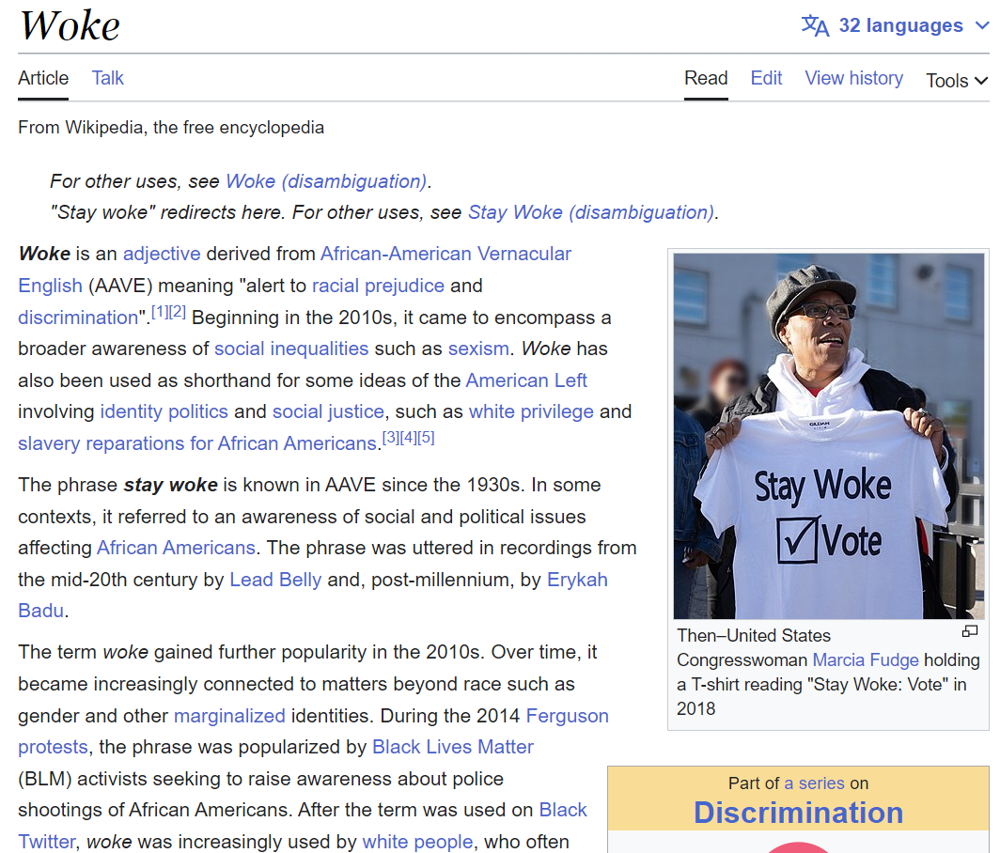 Woke
32 languages
Article Talk
Read Edit View history Tools
From Wikipedia, the free encyclopedia
For other uses, see Woke (disambiguation).
"Stay woke" redirects here. For other uses, see Stay Woke (disambiguation).
Woke is an adjective derived from African-American Vernacular
English (AAVE) meaning "alert to racial prejudice and
discrimination".[1][2] Beginning in the 2010s, it came to encompass a
broader awareness of social inequalities such as sexism. Woke has
also been used as shorthand for some ideas of the American Left
involving identity politics and social justice, such as white privilege and
slavery reparations for African Americans.[3][4][5]
The phrase stay woke is known in AAVE since the 1930s. In some
contexts, it referred to an awareness of social and political issues
affecting African Americans. The phrase was uttered in recordings from
the mid-20th century by Lead Belly and, post-millennium, by Erykah
Badu.
The term woke gained further popularity in the 2010s. Over time, it
became increasingly connected to matters beyond race such as
gender and other marginalized identities. During the 2014 Ferguson
protests, the phrase was popularized by Black Lives Matter
(BLM) activists seeking to raise awareness about police
shootings of African Americans. After the term was used on Black
Twitter, woke was increasingly used by white people, who often
GILDAN
Stay Woke
Vote
Then–United States
Congresswoman Marcia Fudge holding
a T-shirt reading "Stay Woke: Vote" in
2018
Part of a series on
Discrimination